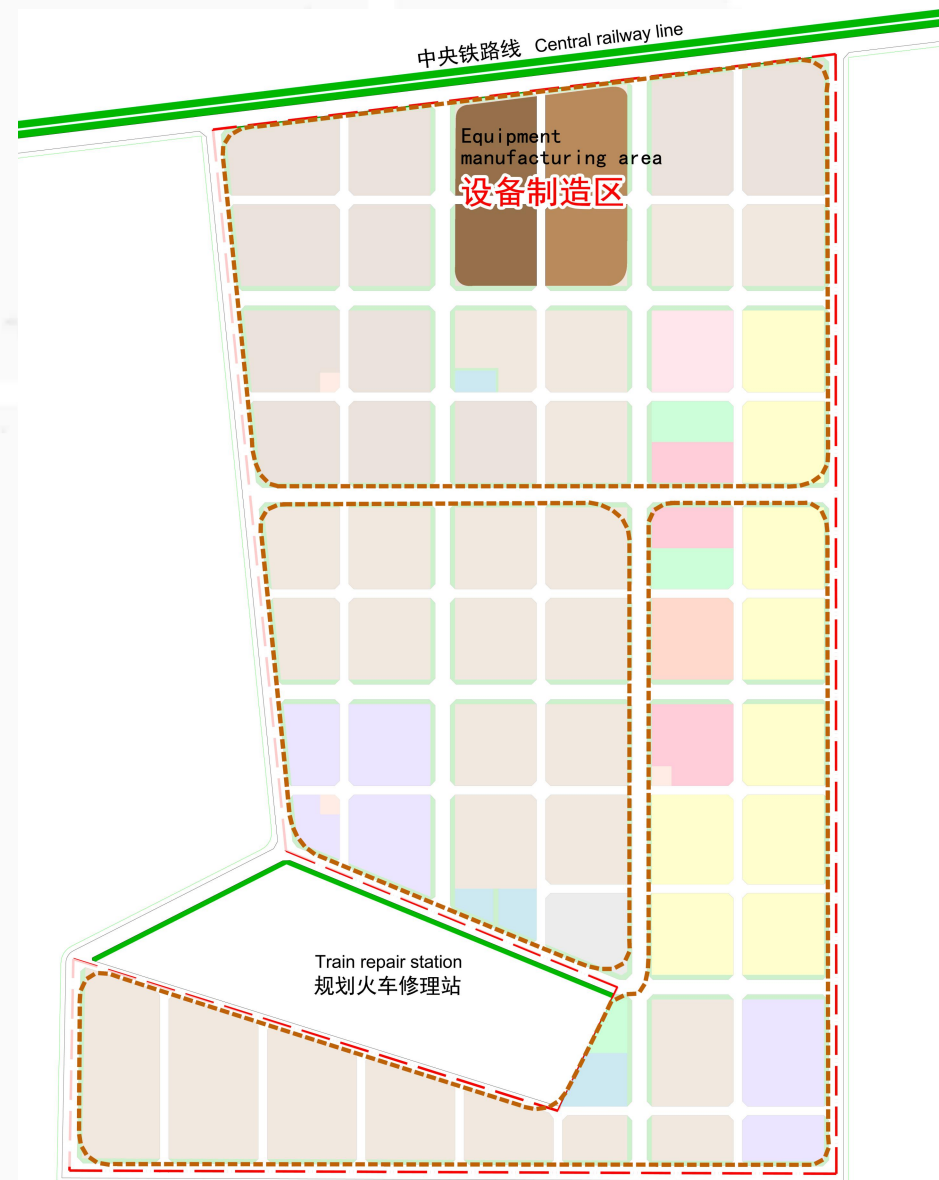 中央铁路线 Central railway line
Equipment
manufacturing area
设备制造区
Train repair station
规划火车修理站